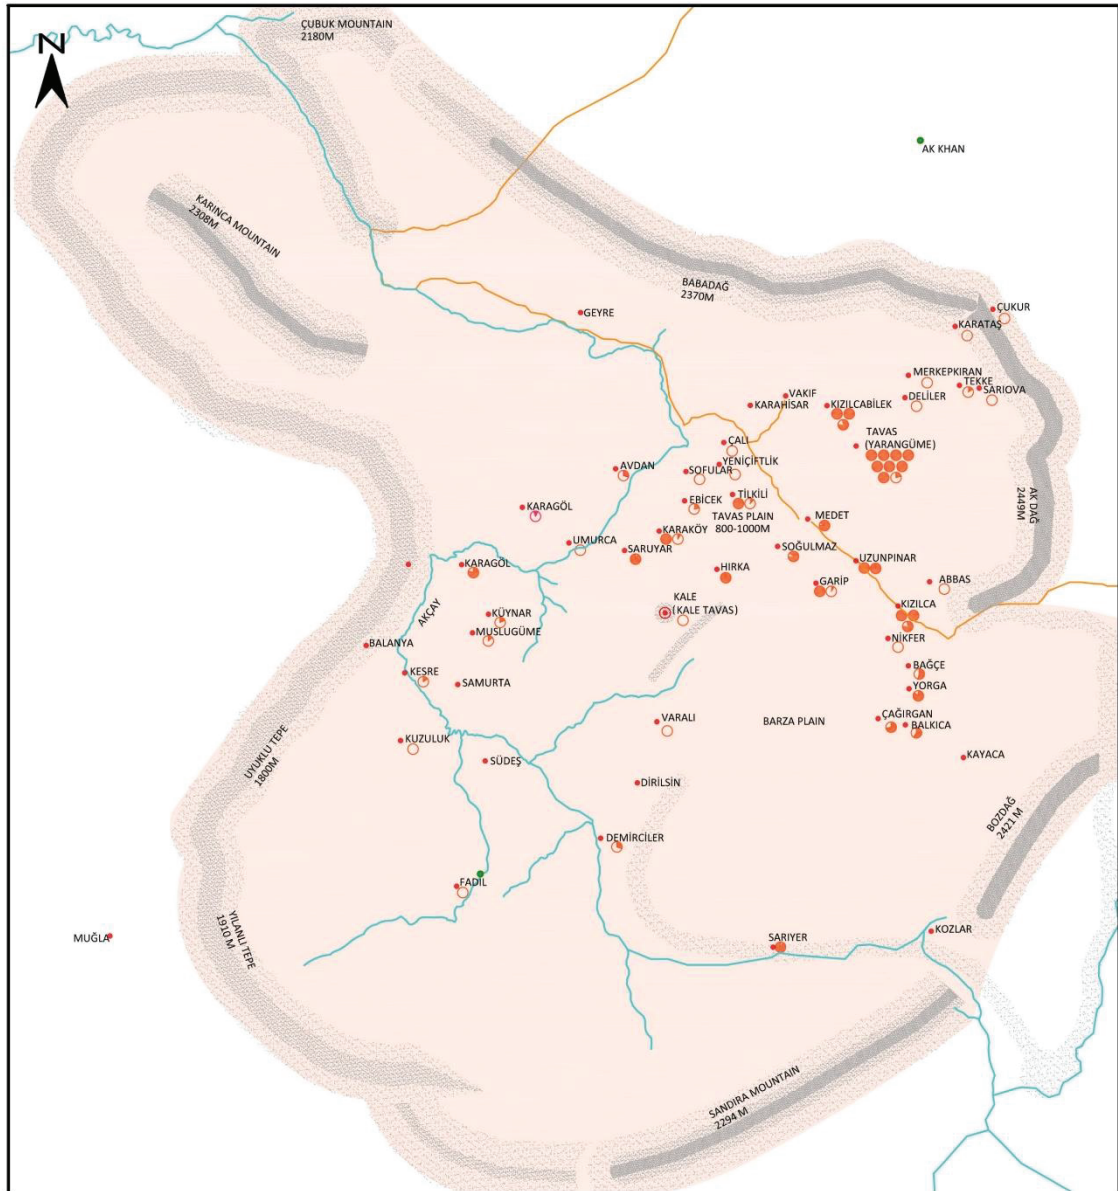 ÇUBUK MOUNTAIN
2180M
N
AK KHAN
KARINCA MOUNTAIN
2308M
BABADAĞ
2370M
GEYRE
ÇUKUR
KARATAŞ
MERKEPKIRAN
TEKKE
SARIOVA
DELİLER
VAKIF
KARAHİSAR
KIZILCABİLEK
TAVAS
(YARANGÜME)
ÇALI
YENİÇİFTLİK
SOFULAR
AVDAN
AK DAĞ
2449M
EBİCEK
TİLKİLİ
KARAGÖL
TAVAS PLAIN
800-1000M
MEDET
KARAKÖY
UMURCA
SARUYAR
SOĞULMAZ
UZUNPINAR
KARAGÖL
HIRKA
GARİP
ABBAS
KALE
(KALE TAVAS)
KIZILCA
AKÇAY
KÜYNAR
MUSLUGÜME
NİKFER
BALANYA
BAĞÇE
KEŞRE
SAMURTA
YORGA
VARALI
BARZA PLAIN
ÇAĞIRGAN
BALKICA
KUZULUK
SÜDEŞ
KAYACA
UYUKLU TEPE
1800M
DİRİLSİN
BOZDAĞ
2421 M
DEMİRCİLER
FADIL
YILANLI TEPE
1910 M
MUĞLA
SARIYER
KOZLAR
SANDIRA MOUNTAIN
2294 M